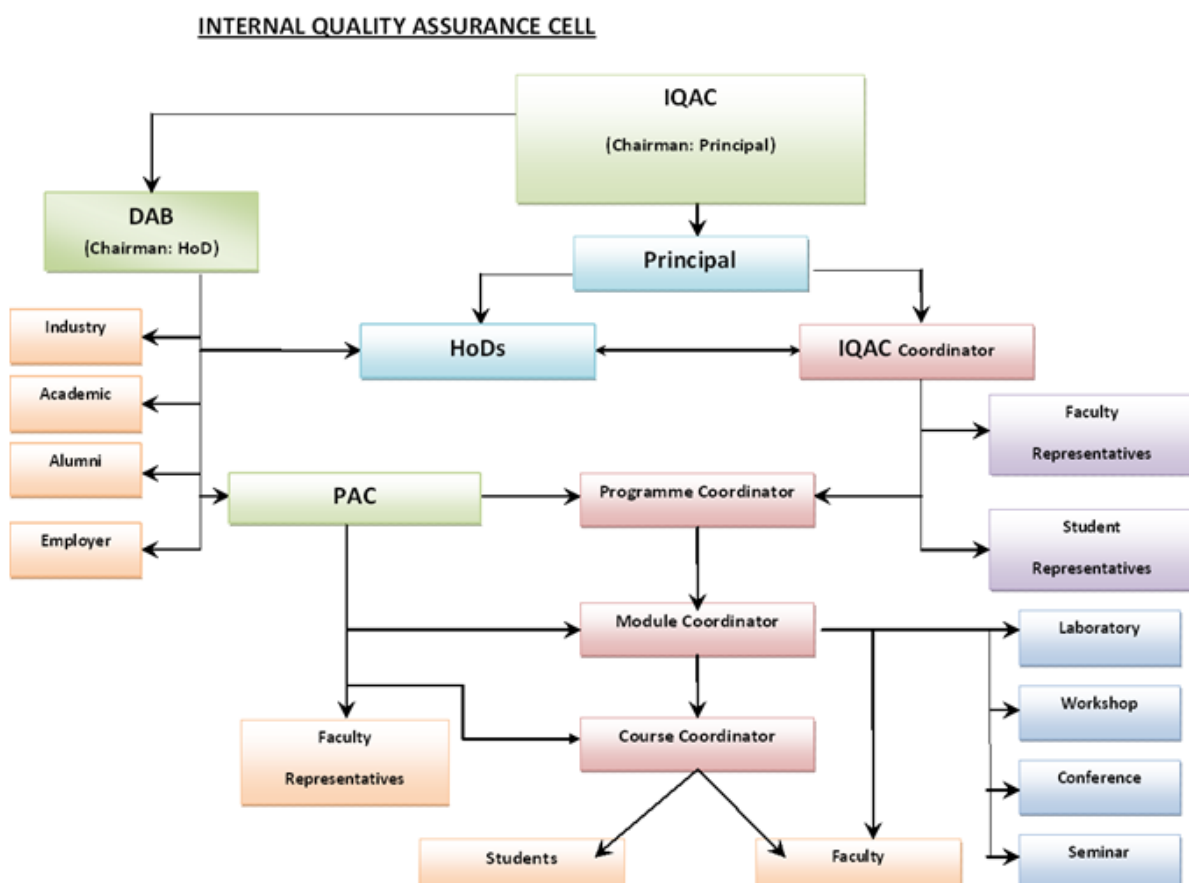 INTERNAL QUALITY ASSURANCE CELL
IQAC
(Chairman: Principal)
DAB
(Chairman: HoD)
Principal
Industry
HoDs
IQAC Coordinator
Academic
Faculty
Representatives
Alumni
PAC
Programme Coordinator
Employer
Student
Representatives
Module Coordinator
Laboratory
Workshop
Faculty
Representatives
Course Coordinator
Conference
Students
Faculty
Seminar